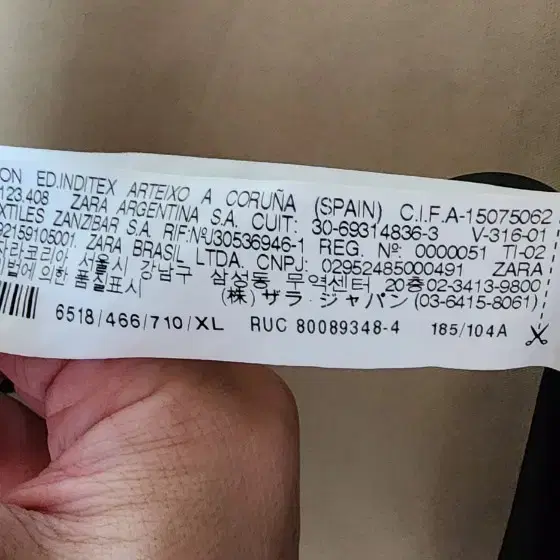 ON ED.INDITEX ARTEIXO A CORUÑA (SPAIN) C.I.F.A-15075062
123.408 ZARA ARGENTINA S.A. CUIT: 30-69314836-3 V-316-01
XTILES ZANZIBAR S.A. RIF:Nº J30536946-1 REG. Nº: 0000051 TI-02
92159105001. ZARA BRASIL LTDA. CNPJ: 02952485000491 ZARA
자라코리아 서울시 강남구 삼성동 무역센터 20층 02-3413-9800
법에 의한 품질표시 (株) ザラ・ジャパン (03-6415-8061)
6518/466/710/XL RUC 80089348-4 185/104A